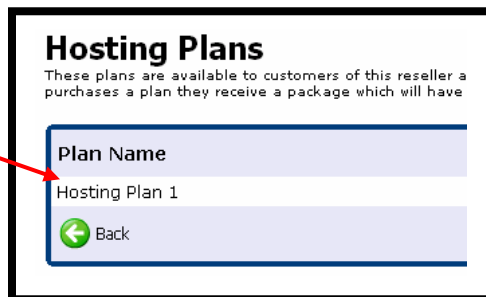 Hosting Plans
These plans are available to customers of this reseller a
purchases a plan they receive a package which will have
Plan Name
Hosting Plan 1
Back